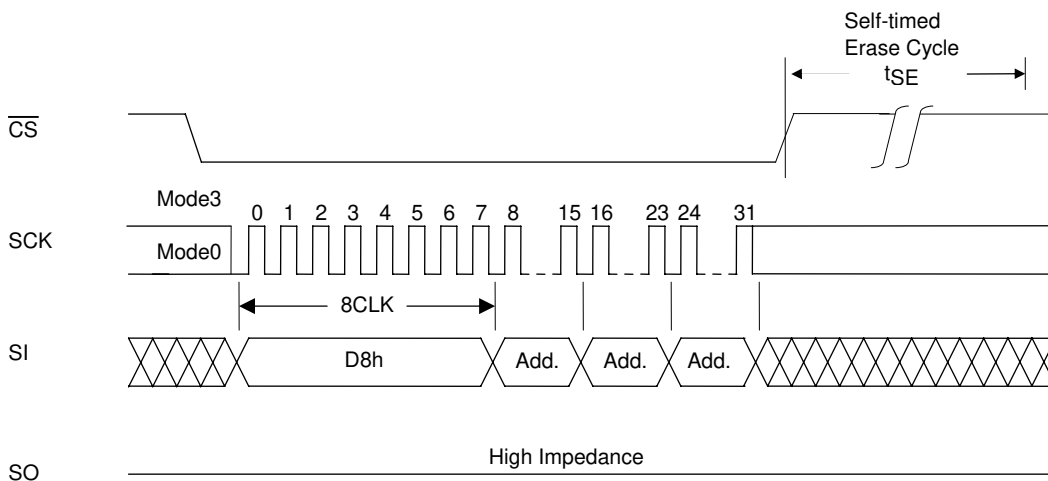 Self-timed
Erase Cycle
tSE
CS
Mode3
0 1 2 3 4 5 6 7 8 15 16 23 24 31
SCK
Mode0
8CLK
SI
D8h Add. Add. Add.
High Impedance
SO